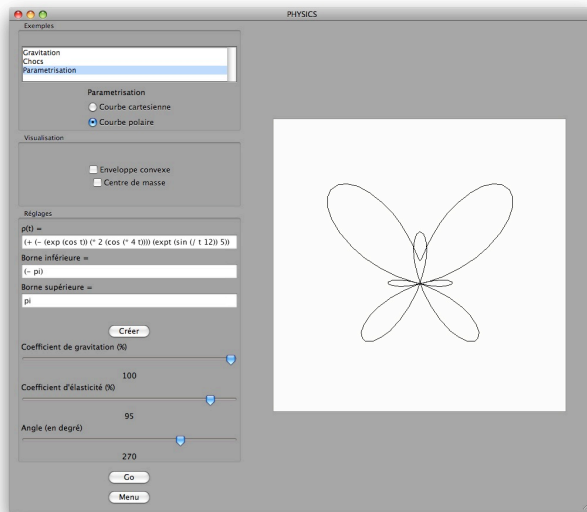 PHYSICS
Exemples
Gravitation
Chocs
Parametrisation
Parametrisation
Courbe cartesienne
Courbe polaire
Visualisation
Enveloppe convexe
Centre de masse
Réglages
ρ(t) =
(+ (- (exp (cos t)) (* 2 (cos (* 4 t)))) (expt (sin (/ t 12)) 5))
Borne inférieure =
(- pi)
Borne supérieure =
pi
Créer
Coefficient de gravitation (%)
100
Coefficient d'élasticité (%)
95
Angle (en degré)
270
Go
Menu